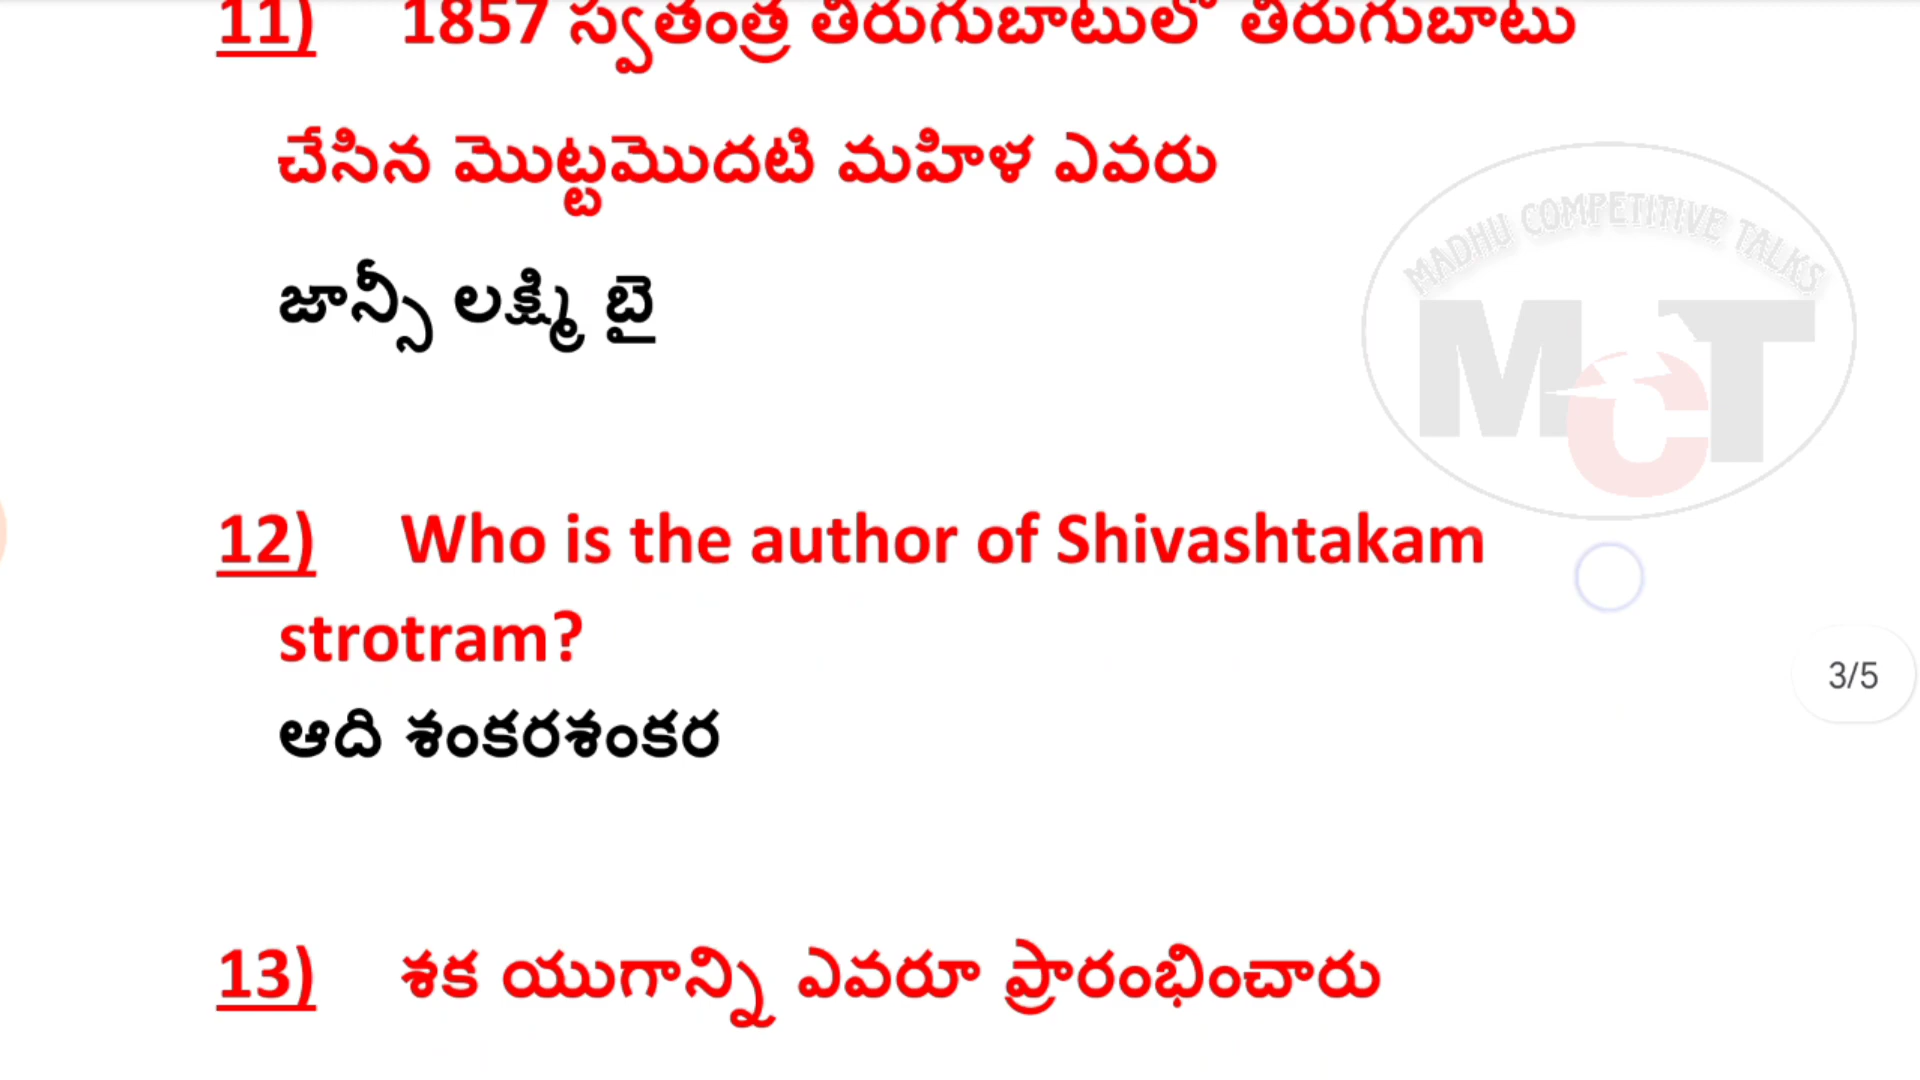 11) 1857 స్వతంత్ర తిరుగుబాటులో తిరుగుబాటు
చేసిన మొట్టమొదటి మహిళ ఎవరు
జాన్సీ లక్ష్మి బై
MADHU COMPETITIVE TALKS
MCT
12) Who is the author of Shivashtakam
strotram?
3/5
ఆది శంకరశంకర
13) శక యుగాన్ని ఎవరూ ప్రారంభించారు